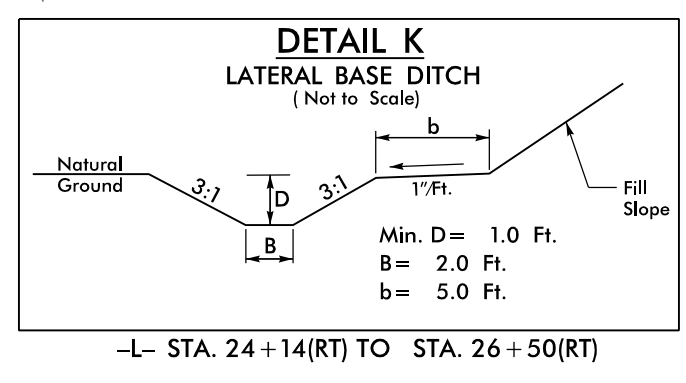 DETAIL K
LATERAL BASE DITCH
( Not to Scale)
b
Natural
Ground
3:1
D
3:1
1"/Ft.
Fill
Slope
B
Min. D= 1.0 Ft.
B= 2.0 Ft.
b= 5.0 Ft.
–L– STA. 24+14(RT) TO STA. 26+50(RT)